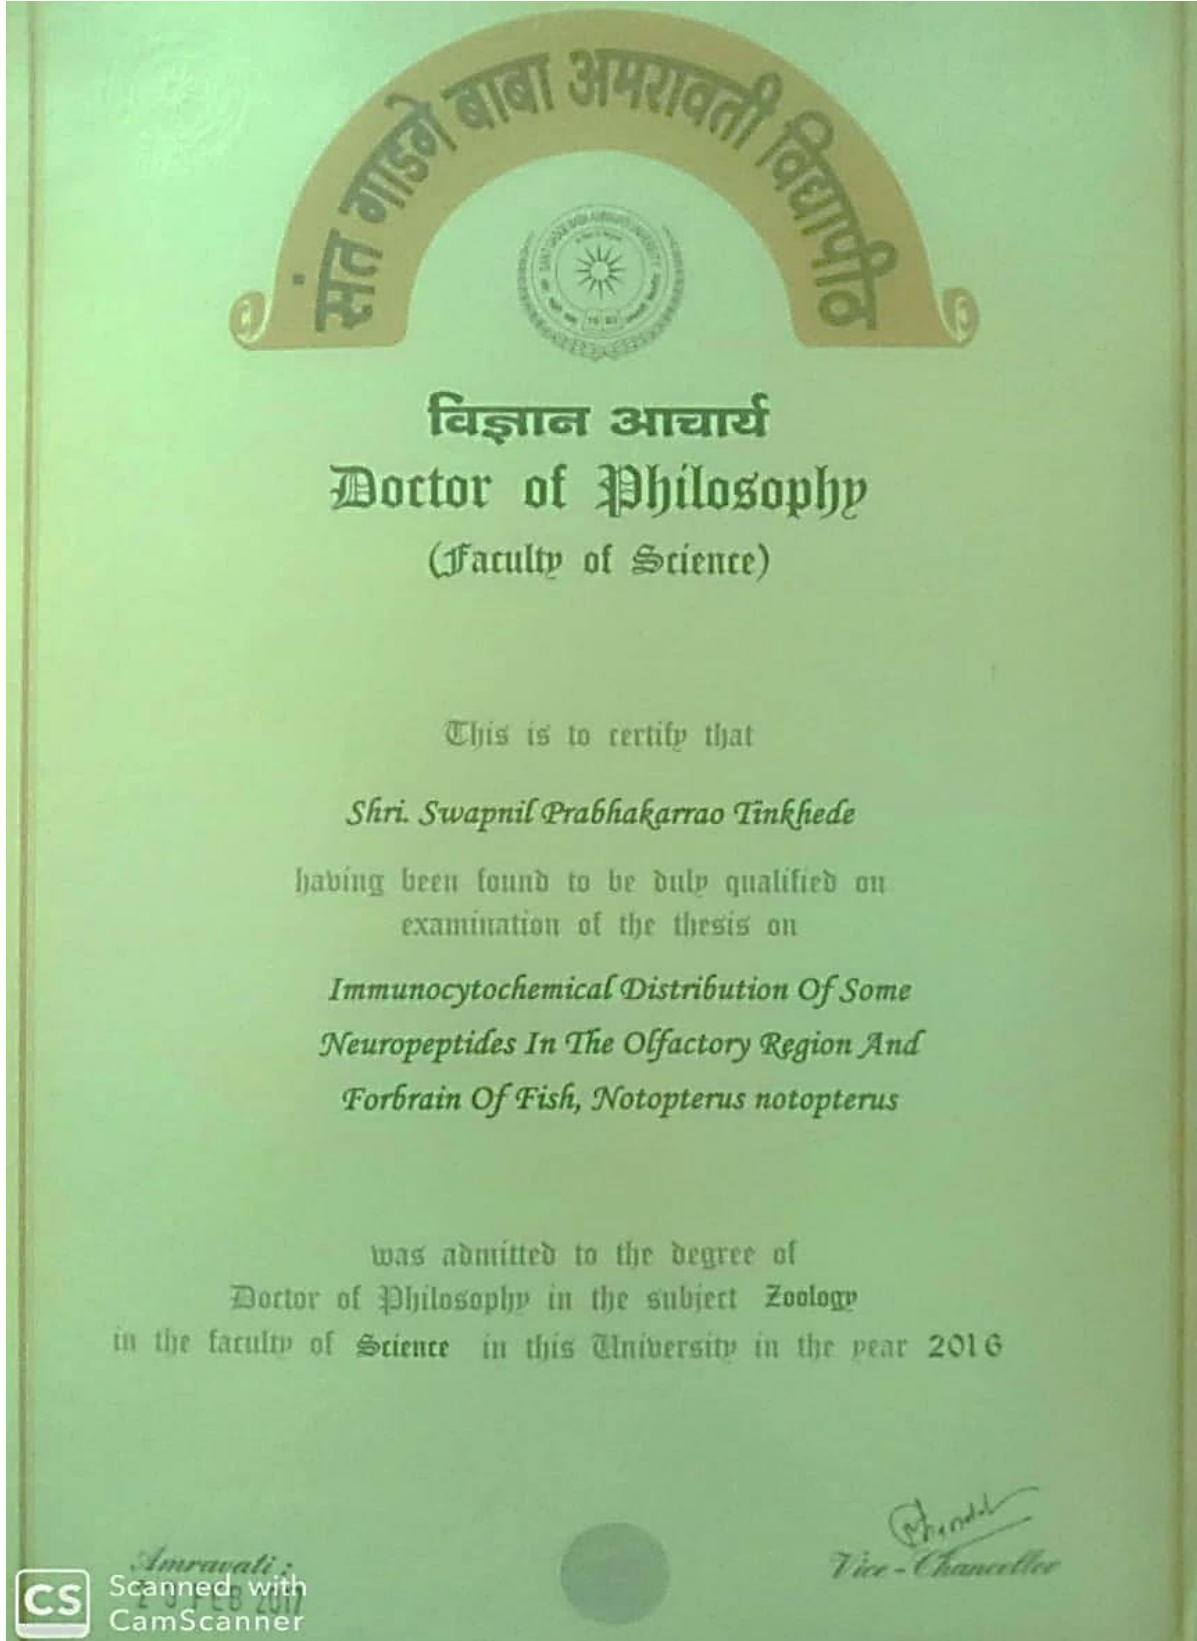 संत गाडगे बाबा अमरावती विद्यापीठ
विज्ञान आचार्य
Doctor of Philosophy
(Faculty of Science)
This is to certify that
Shri. Swapnil Prabhakarrao Tinkhede
having been found to be duly qualified on
examination of the thesis on
Immunocytochemical Distribution Of Some
Neuropeptides In The Olfactory Region And
Forbrain Of Fish, Notopterus notopterus
was admitted to the degree of
Doctor of Philosophy in the subject Zoology
in the faculty of Science in this University in the year 2016
Amravati :
FEB 2017
Vice-Chancellor
CS
Scanned with
CamScanner